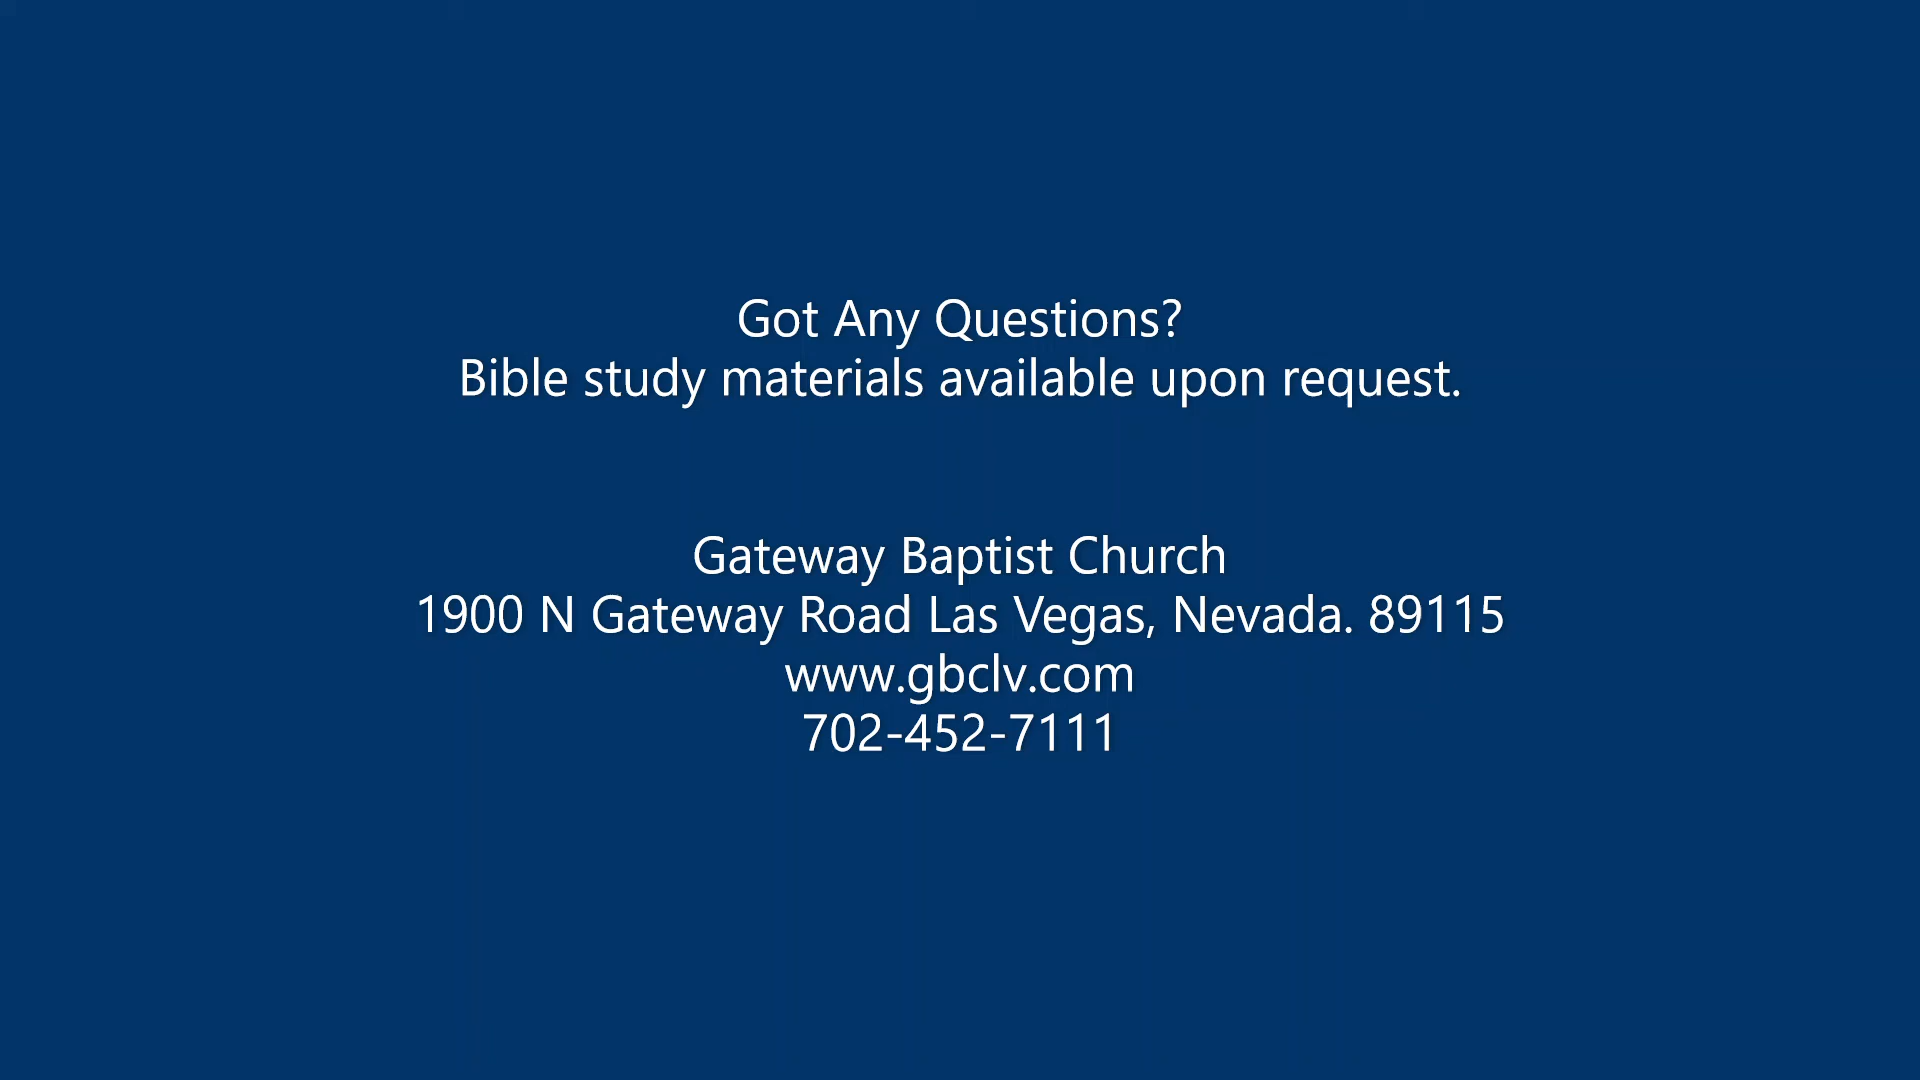 Got Any Questions?
Bible study materials available upon request.
Gateway Baptist Church
1900 N Gateway Road Las Vegas, Nevada. 89115
www.gbclv.com
702-452-7111